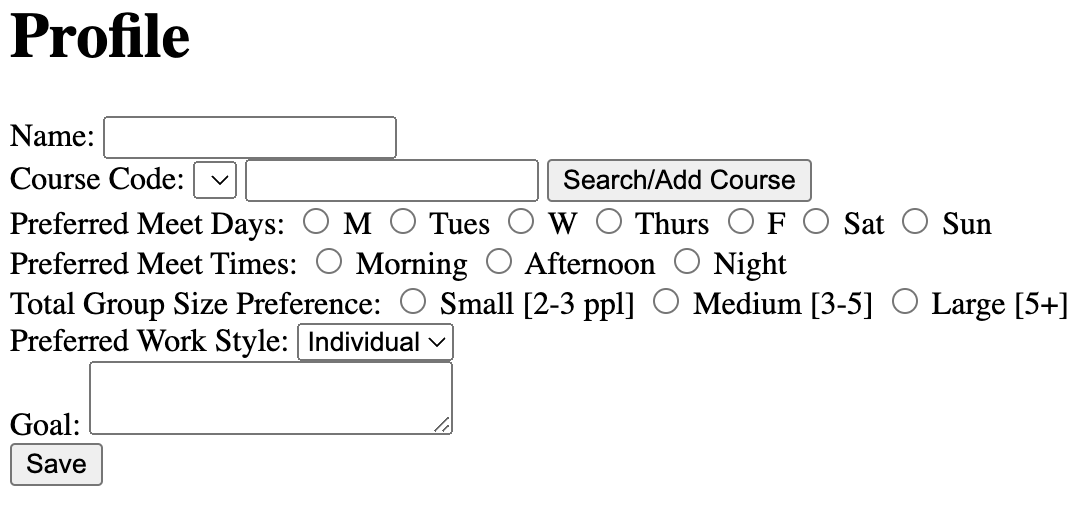 Profile
Name:
Course Code: Search/Add Course
Preferred Meet Days: M Tues W Thurs F Sat Sun
Preferred Meet Times: Morning Afternoon Night
Total Group Size Preference: Small [2-3 ppl] Medium [3-5] Large [5+]
Preferred Work Style: Individual
Goal:
Save